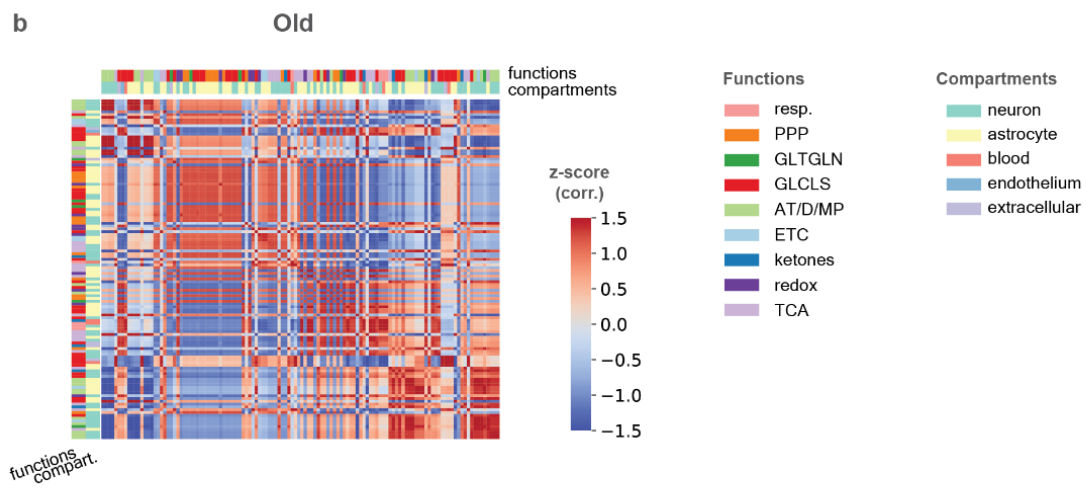 b
Old
functions
compartments
z-score
(corr.)
1.5
1.0
0.5
0.0
−0.5
−1.0
−1.5
functions
compart.
Functions
resp.
PPP
GLTGLN
GLCLS
AT/D/MP
ETC
ketones
redox
TCA
Compartments
neuron
astrocyte
blood
endothelium
extracellular